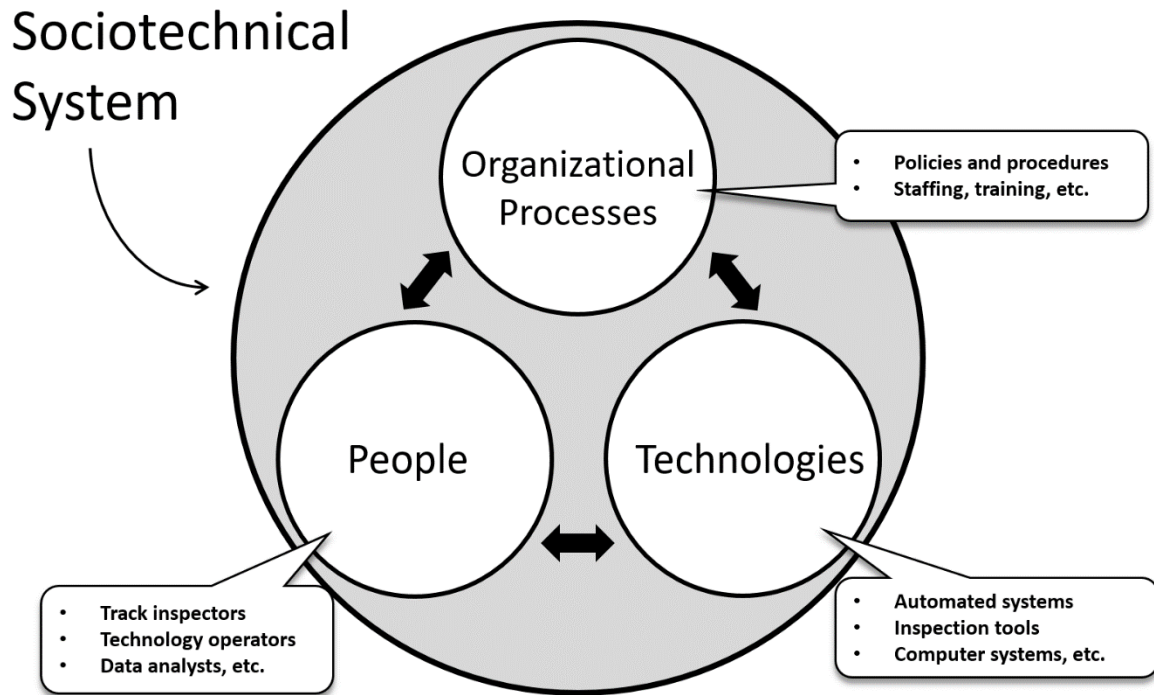 Sociotechnical
System
Organizational
Processes
• Policies and procedures
• Staffing, training, etc.
People
Technologies
• Track inspectors
• Technology operators
• Data analysts, etc.
• Automated systems
• Inspection tools
• Computer systems, etc.